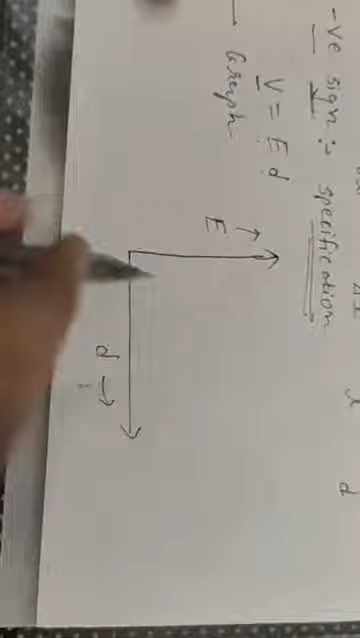 -ve sign :- specification
V = E d
→ Graph -
E ↑
d →